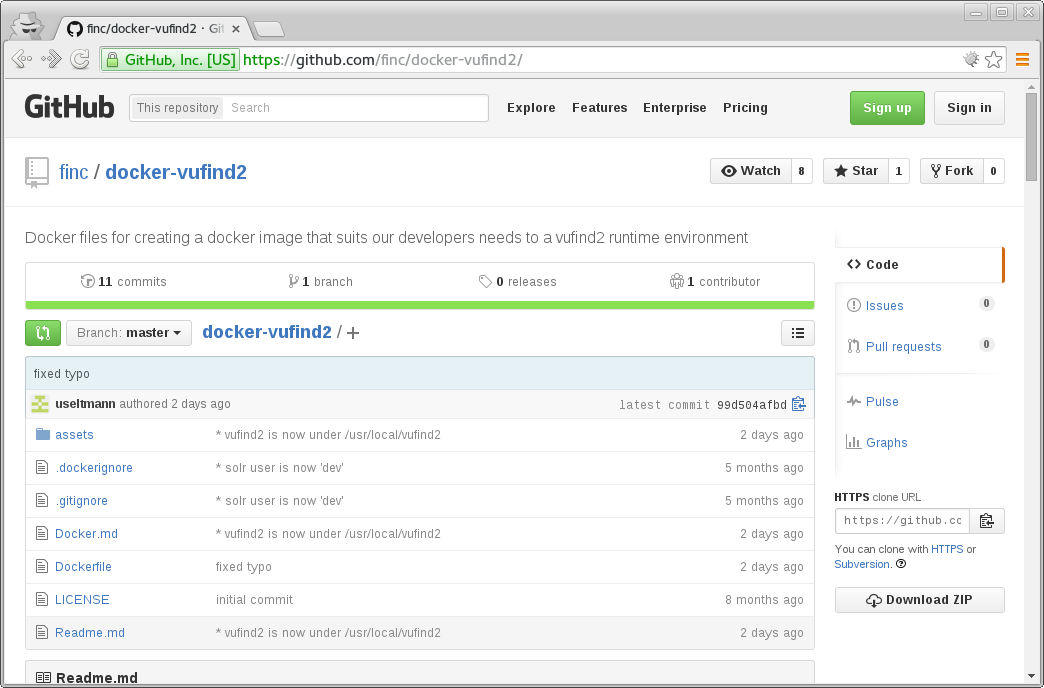 finc/docker-vufind2 · Git
GitHub, Inc. [US] https://github.com/finc/docker-vufind2/
GitHub This repository Search Explore Features Enterprise Pricing Sign up Sign in
finc / docker-vufind2 Watch 8 Star 1 Fork 0
Docker files for creating a docker image that suits our developers needs to a vufind2 runtime environment
11 commits 1 branch 0 releases 1 contributor
Branch: master docker-vufind2 / +
fixed typo
useltmann authored 2 days ago latest commit 99d504afbd
assets * vufind2 is now under /usr/local/vufind2 2 days ago
.dockerignore * solr user is now 'dev' 5 months ago
.gitignore * solr user is now 'dev' 5 months ago
Docker.md * vufind2 is now under /usr/local/vufind2 2 days ago
Dockerfile fixed typo 2 days ago
LICENSE initial commit 8 months ago
Readme.md * vufind2 is now under /usr/local/vufind2 2 days ago
Readme.md
Code
Issues 0
Pull requests 0
Pulse
Graphs
HTTPS clone URL
https://github.cc
You can clone with HTTPS or
Subversion.
Download ZIP